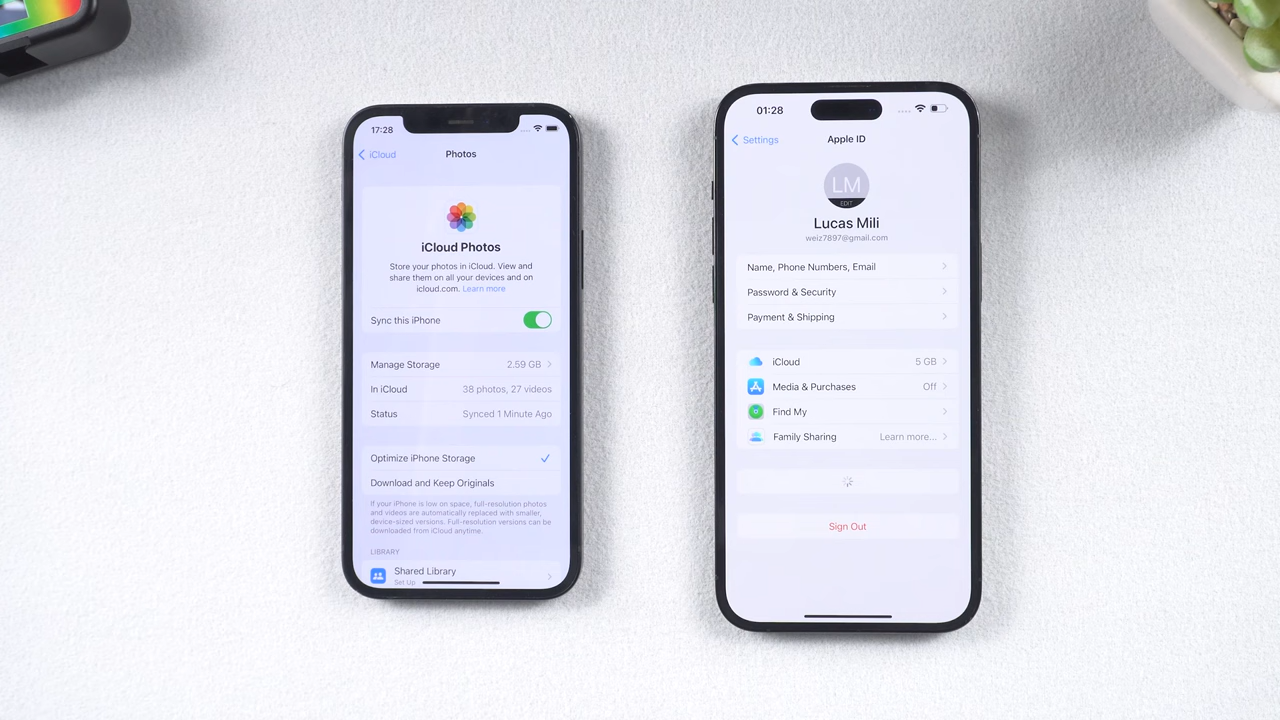 17:28
iCloud
Photos
iCloud Photos
Store your photos in iCloud. View and
share them on all your devices and on
icloud.com. Learn more
Sync this iPhone
Manage Storage 2.59 GB
In iCloud 38 photos, 27 videos
Status Synced 1 Minute Ago
Optimize iPhone Storage
Download and Keep Originals
If your iPhone is low on space, full-resolution photos
and videos are automatically replaced with smaller,
device-sized versions. Full-resolution versions can be
downloaded from iCloud anytime.
LIBRARY
Shared Library
Set Up
01:28
Settings
Apple ID
LM
EDIT
Lucas Mili
weiz7897@gmail.com
Name, Phone Numbers, Email
Password & Security
Payment & Shipping
iCloud 5 GB
Media & Purchases Off
Find My
Family Sharing Learn more...
Sign Out